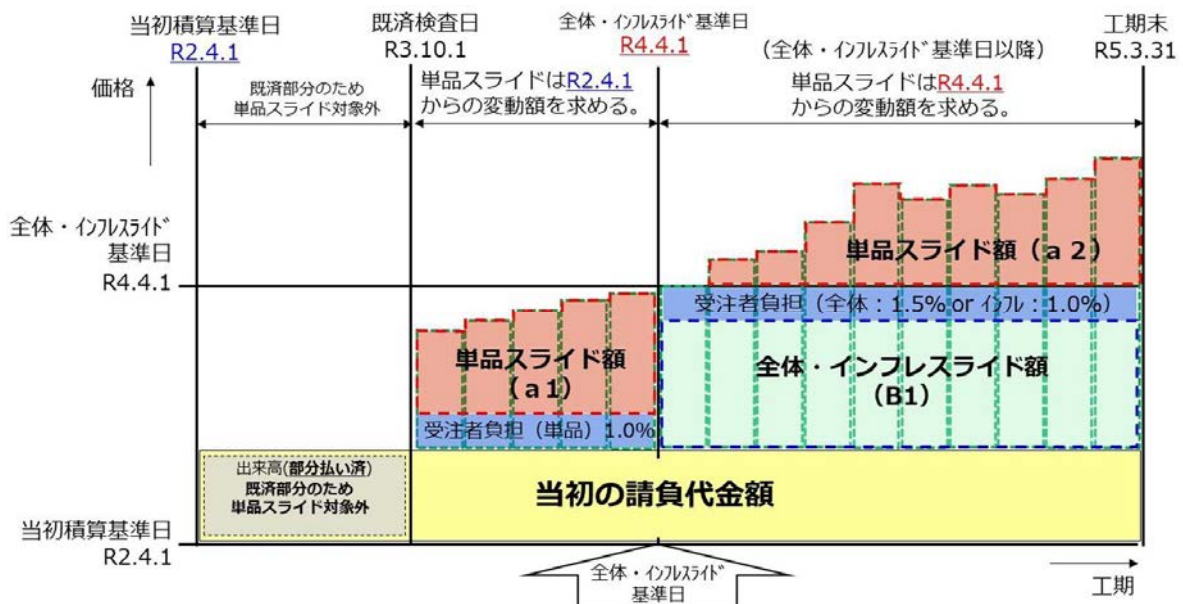 当初積算基準日
R2.4.1
既済検査日
R3.10.1
全体・ｲﾝﾌﾚｽﾗｲﾄﾞ基準日
R4.4.1
(全体・ｲﾝﾌﾚｽﾗｲﾄﾞ基準日以降)
工期末
R5.3.31
価格
既済部分のため
単品スライド対象外
単品スライドはR2.4.1
からの変動額を求める。
単品スライドはR4.4.1
からの変動額を求める。
全体・ｲﾝﾌﾚｽﾗｲﾄﾞ
基準日
R4.4.1
単品スライド額（ａ２）
受注者負担（全体：1.5% or ｲﾝﾌﾚ：1.0%）
単品スライド額
（ａ1）
全体・インフレスライド額
（B1）
受注者負担（単品）1.0%
出来高(部分払い済)
既済部分のため
単品スライド対象外
当初の請負代金額
当初積算基準日
R2.4.1
全体・ｲﾝﾌﾚｽﾗｲﾄﾞ
基準日
工期